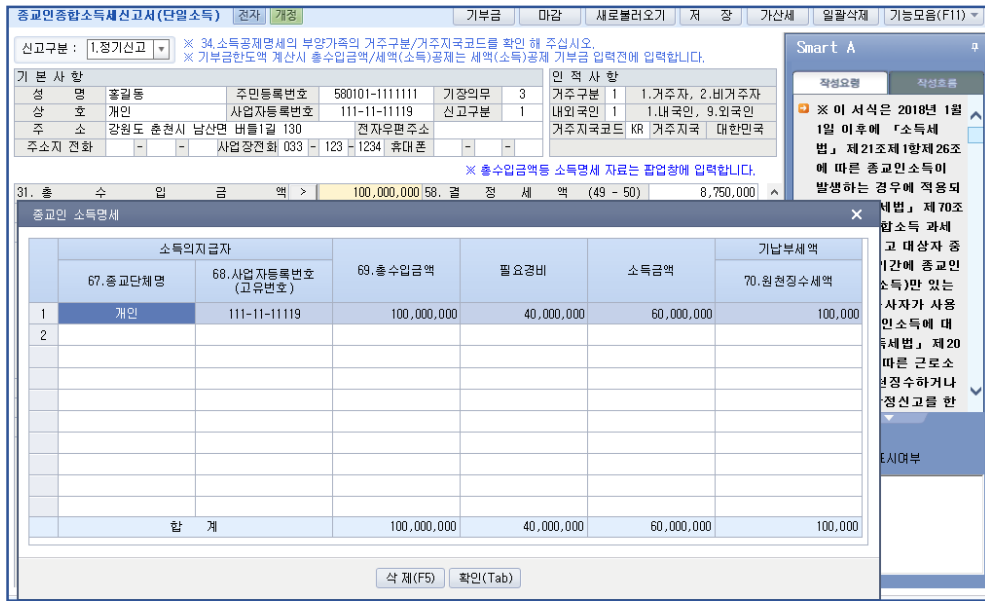 종교인종합소득세신고서(단일소득) 전자 개정 기부금 마감 새로불러오기 저 장 가산세 일괄삭제 기능모음(F11)
신고구분 : 1.정기신고 ※ 34.소득공제명세의 부양가족의 거주구분/거주지국코드를 확인 해 주십시오.
※ 기부금한도액 계산시 총수입금액/세액(소득)공제는 세액(소득)공제 기부금 입력전에 입력합니다.
기 본 사 항 인 적 사 항
성 명 홍길동 주민등록번호 580101-1111111 기장의무 3 거주구분 1 1.거주자, 2.비거주자
상 호 개인 사업자등록번호 111-11-11119 신고구분 1 내외국인 1 1.내국인, 9.외국인
주 소 강원도 춘천시 남산면 버들1길 130 전자우편주소 거주지국코드 KR 거주지국 대한민국
주소지 전화 - - 사업장전화 033 - 123 - 1234 휴대폰 - -
※ 총수입금액등 소득명세 자료는 팝업창에 입력합니다.
31. 총 수 입 금 액 > 100,000,000 58. 결 정 세 액 (49 - 50) 8,750,000
종교인 소득명세
소득의지급자 기납부세액
67.종교단체명 68.사업자등록번호 (고유번호) 69.총수입금액 필요경비 소득금액 70.원천징수세액
1 개인 111-11-11119 100,000,000 40,000,000 60,000,000 100,000
2
합 계 100,000,000 40,000,000 60,000,000 100,000
삭 제(F5) 확인(Tab)
Smart A
작성요령 작성흐름
※ 이 서식은 2018년 1월
1일 이후에 「소득세
법」 제21조제1항제26조
에 따른 종교인소득이
발생하는 경우에 적용되
세법」 제70조
합소득 과세
고 대상자 중
기간에 종교인
소득)만 있는
사자가 사용
인소득에 대
득세법」 제20
따른 근로소
천징수하거나
정신고를 한
표시여부